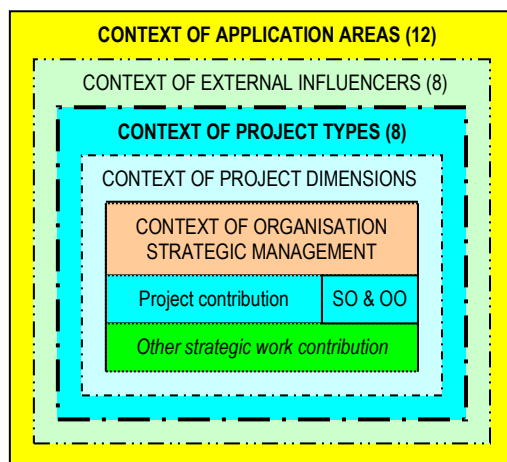 CONTEXT OF APPLICATION AREAS (12)
CONTEXT OF EXTERNAL INFLUENCERS (8)
CONTEXT OF PROJECT TYPES (8)
CONTEXT OF PROJECT DIMENSIONS
CONTEXT OF ORGANISATION
STRATEGIC MANAGEMENT
Project contribution SO & OO
Other strategic work contribution